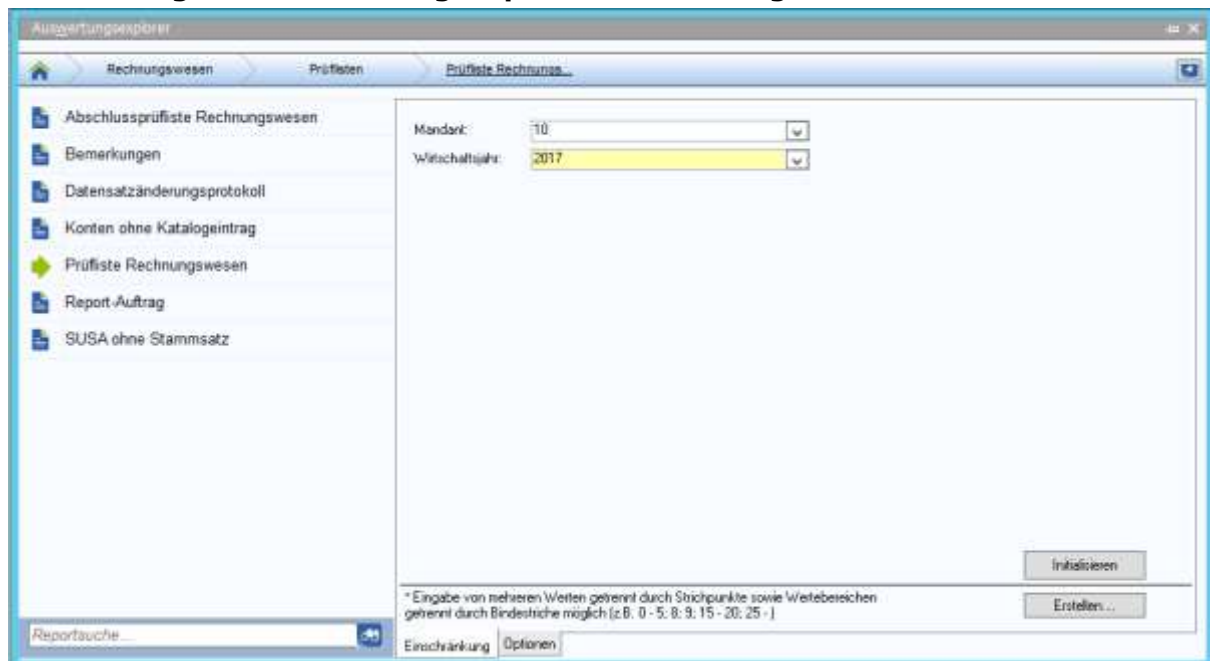 Auswertungsexplorer
Rechnungswesen
Prüflisten
Prüfliste Rechnungs...
Abschlussprüfliste Rechnungswesen
Bemerkungen
Datensatzänderungsprotokoll
Konten ohne Katalogeintrag
Prüfliste Rechnungswesen
Report-Auftrag
SUSA ohne Stammsatz
Reportsuche...
Mandant: 10
Wirtschaftsjahr: 2017
Initialisieren
* Eingabe von mehreren Werten getrennt durch Strichpunkte sowie Wertebereichen
getrennt durch Bindestriche möglich (z.B. 0 - 5; 8; 9; 15 - 20; 25 - )
Erstellen...
Einschränkung
Optionen